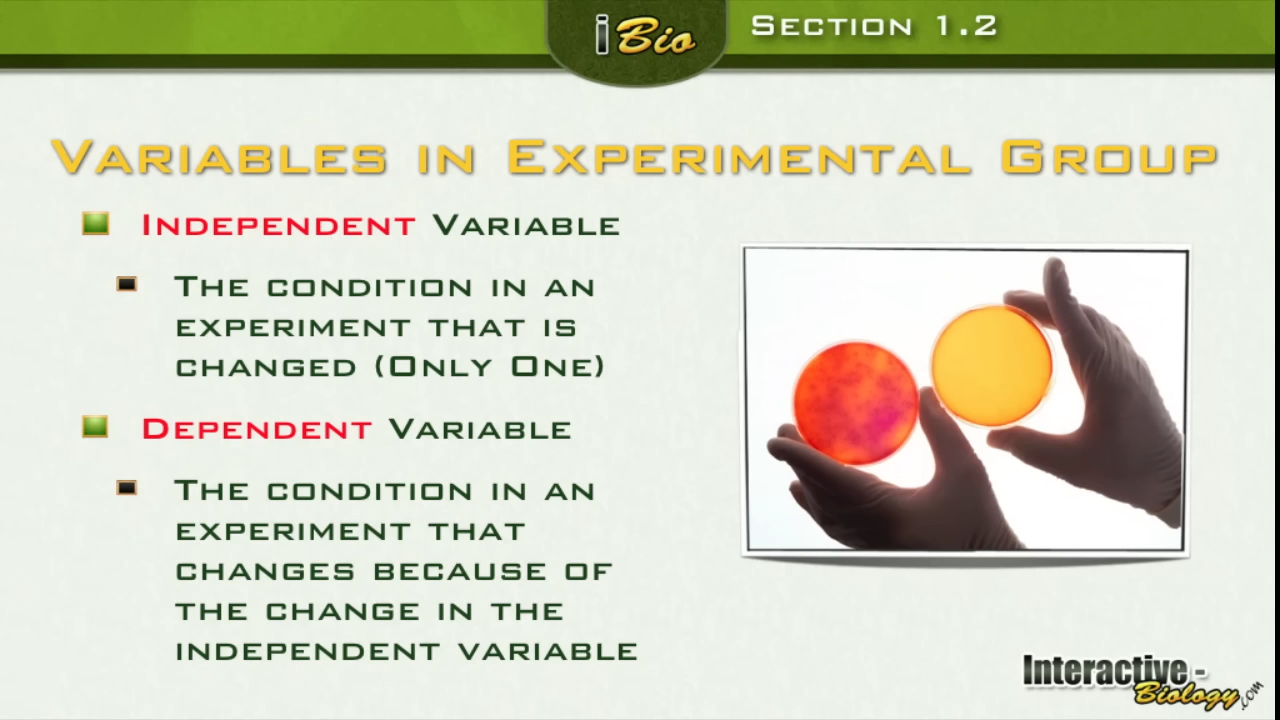 i Bio
Section 1.2
Variables in Experimental Group
Independent Variable
The condition in an
experiment that is
changed (Only One)
Dependent Variable
The condition in an
experiment that
changes because of
the change in the
independent variable
Interactive-
Biology.com